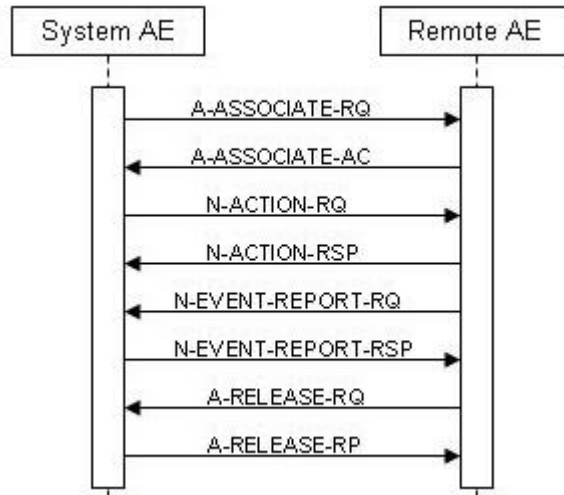 System AE
Remote AE
A-ASSOCIATE-RQ
A-ASSOCIATE-AC
N-ACTION-RQ
N-ACTION-RSP
N-EVENT-REPORT-RQ
N-EVENT-REPORT-RSP
A-RELEASE-RQ
A-RELEASE-RP